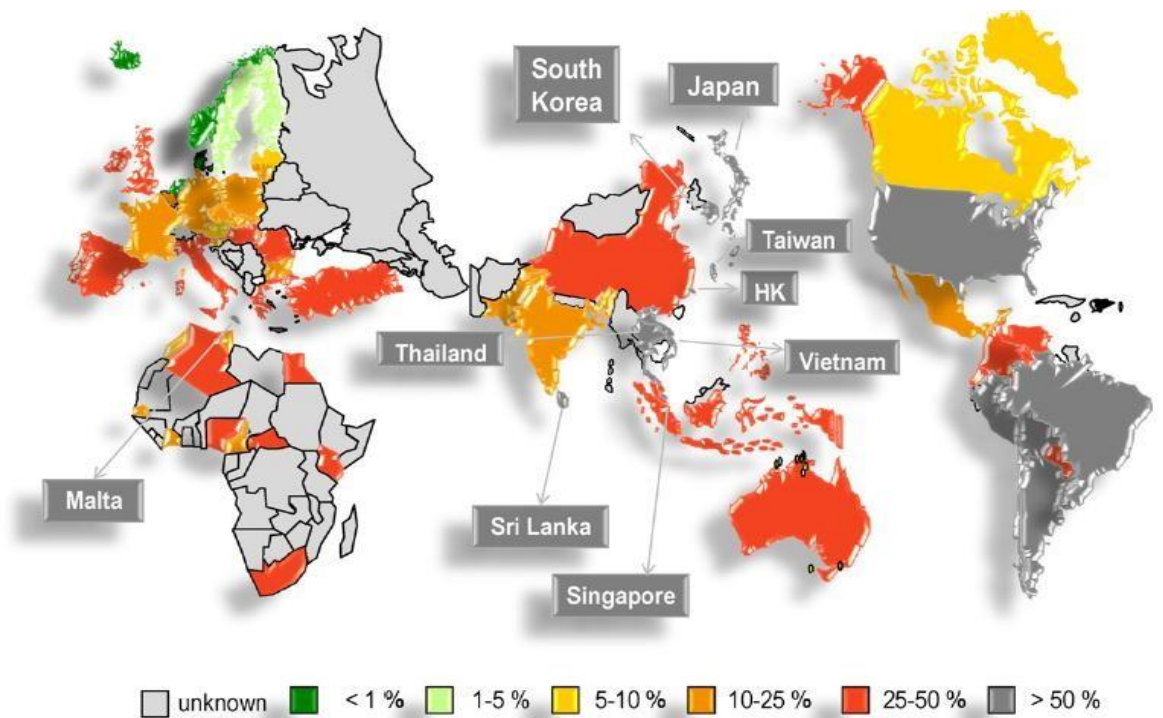 South
Korea
Japan
Taiwan
HK
Thailand
Vietnam
Malta
Sri Lanka
Singapore
unknown < 1 % 1-5 % 5-10 % 10-25 % 25-50 % > 50 %